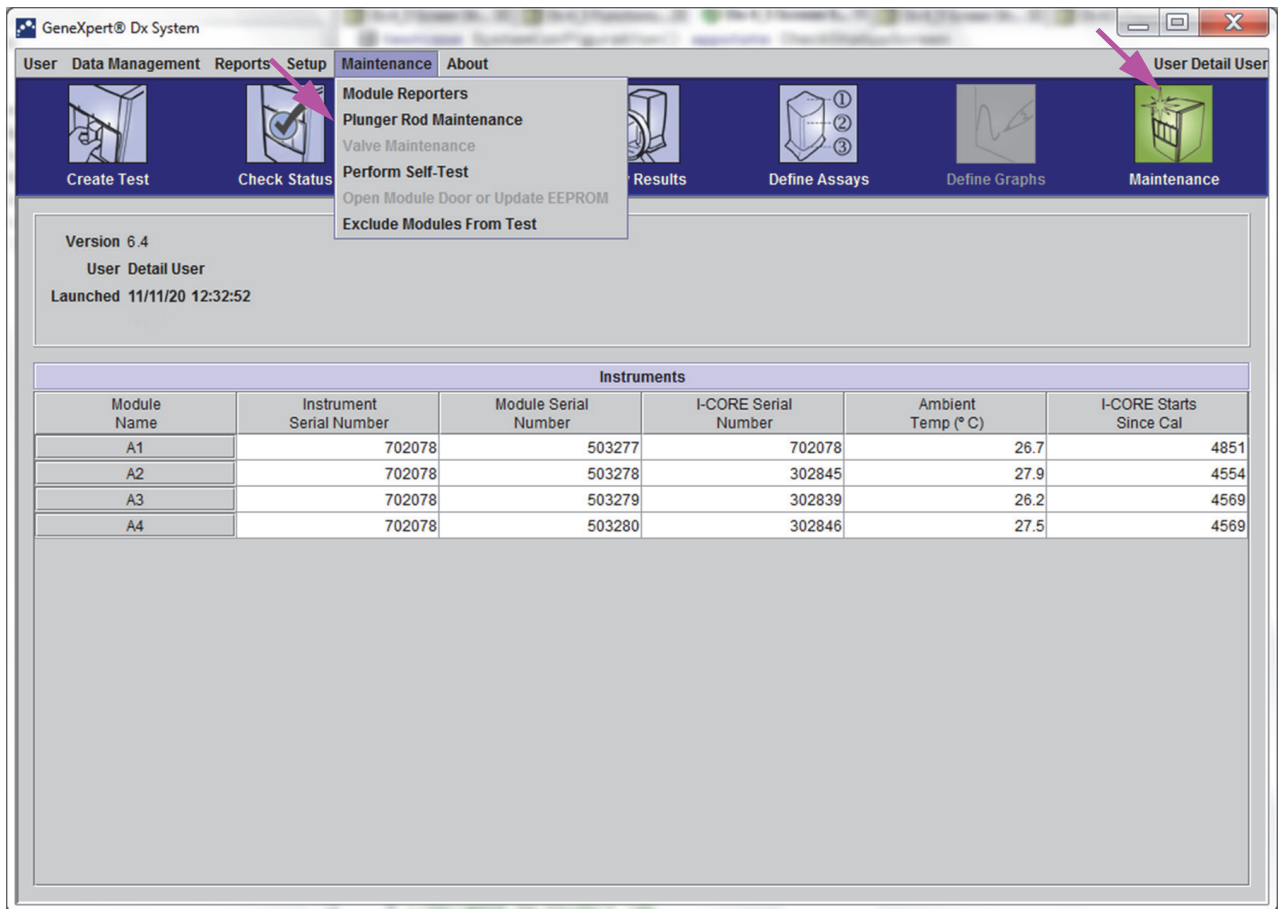 GeneXpert® Dx System
User Data Management Reports Setup Maintenance About User Detail User
Module Reporters
Plunger Rod Maintenance
Valve Maintenance
Perform Self-Test
Open Module Door or Update EEPROM
Exclude Modules From Test
Create Test Check Status Results Define Assays Define Graphs Maintenance
Version 6.4
User Detail User
Launched 11/11/20 12:32:52
Instruments
Module Name Instrument Serial Number Module Serial Number I-CORE Serial Number Ambient Temp (° C) I-CORE Starts Since Cal
A1 702078 503277 702078 26.7 4851
A2 702078 503278 302845 27.9 4554
A3 702078 503279 302839 26.2 4569
A4 702078 503280 302846 27.5 4569